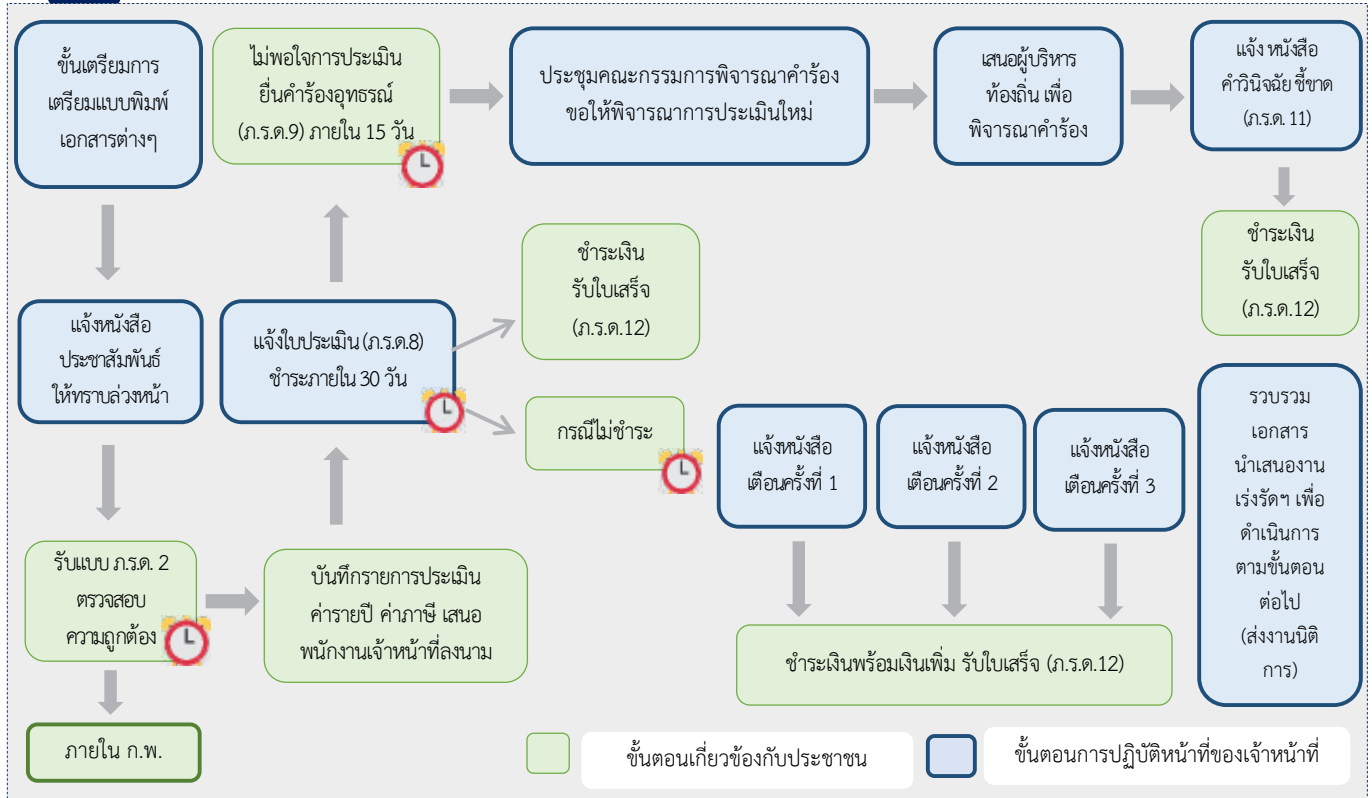 ขั้นเตรียมการ
เตรียมแบบพิมพ์
เอกสารต่างๆ
ไม่พอใจการประเมิน
ยื่นคำร้องอุทธรณ์
(ภ.ร.ด.9) ภายใน 15 วัน
ประชุมคณะกรรมการพิจารณาคำร้อง
ขอให้พิจารณาการประเมินใหม่
เสนอผู้บริหาร
ท้องถิ่น เพื่อ
พิจารณาคำร้อง
แจ้ง หนังสือ
คำวินิจฉัย ชี้ขาด
(ภ.ร.ด. 11)
ชำระเงิน
รับใบเสร็จ
(ภ.ร.ด.12)
แจ้งหนังสือ
ประชาสัมพันธ์
ให้ทราบล่วงหน้า
แจ้งใบประเมิน (ภ.ร.ด.8)
ชำระภายใน 30 วัน
ชำระเงิน
รับใบเสร็จ
(ภ.ร.ด.12)
กรณีไม่ชำระ
แจ้งหนังสือ
เตือนครั้งที่ 1
แจ้งหนังสือ
เตือนครั้งที่ 2
แจ้งหนังสือ
เตือนครั้งที่ 3
รวบรวม
เอกสาร
นำเสนองาน
เร่งรัดฯ เพื่อ
ดำเนินการ
ตามขั้นตอน
ต่อไป
(ส่งงานนิติ
การ)
รับแบบ ภ.ร.ด. 2
ตรวจสอบ
ความถูกต้อง
บันทึกรายการประเมิน
ค่ารายปี ค่าภาษี เสนอ
พนักงานเจ้าหน้าที่ลงนาม
ชำระเงินพร้อมเงินเพิ่ม รับใบเสร็จ (ภ.ร.ด.12)
ภายใน ก.พ.
ขั้นตอนเกี่ยวข้องกับประชาชน
ขั้นตอนการปฏิบัติหน้าที่ของเจ้าหน้าที่